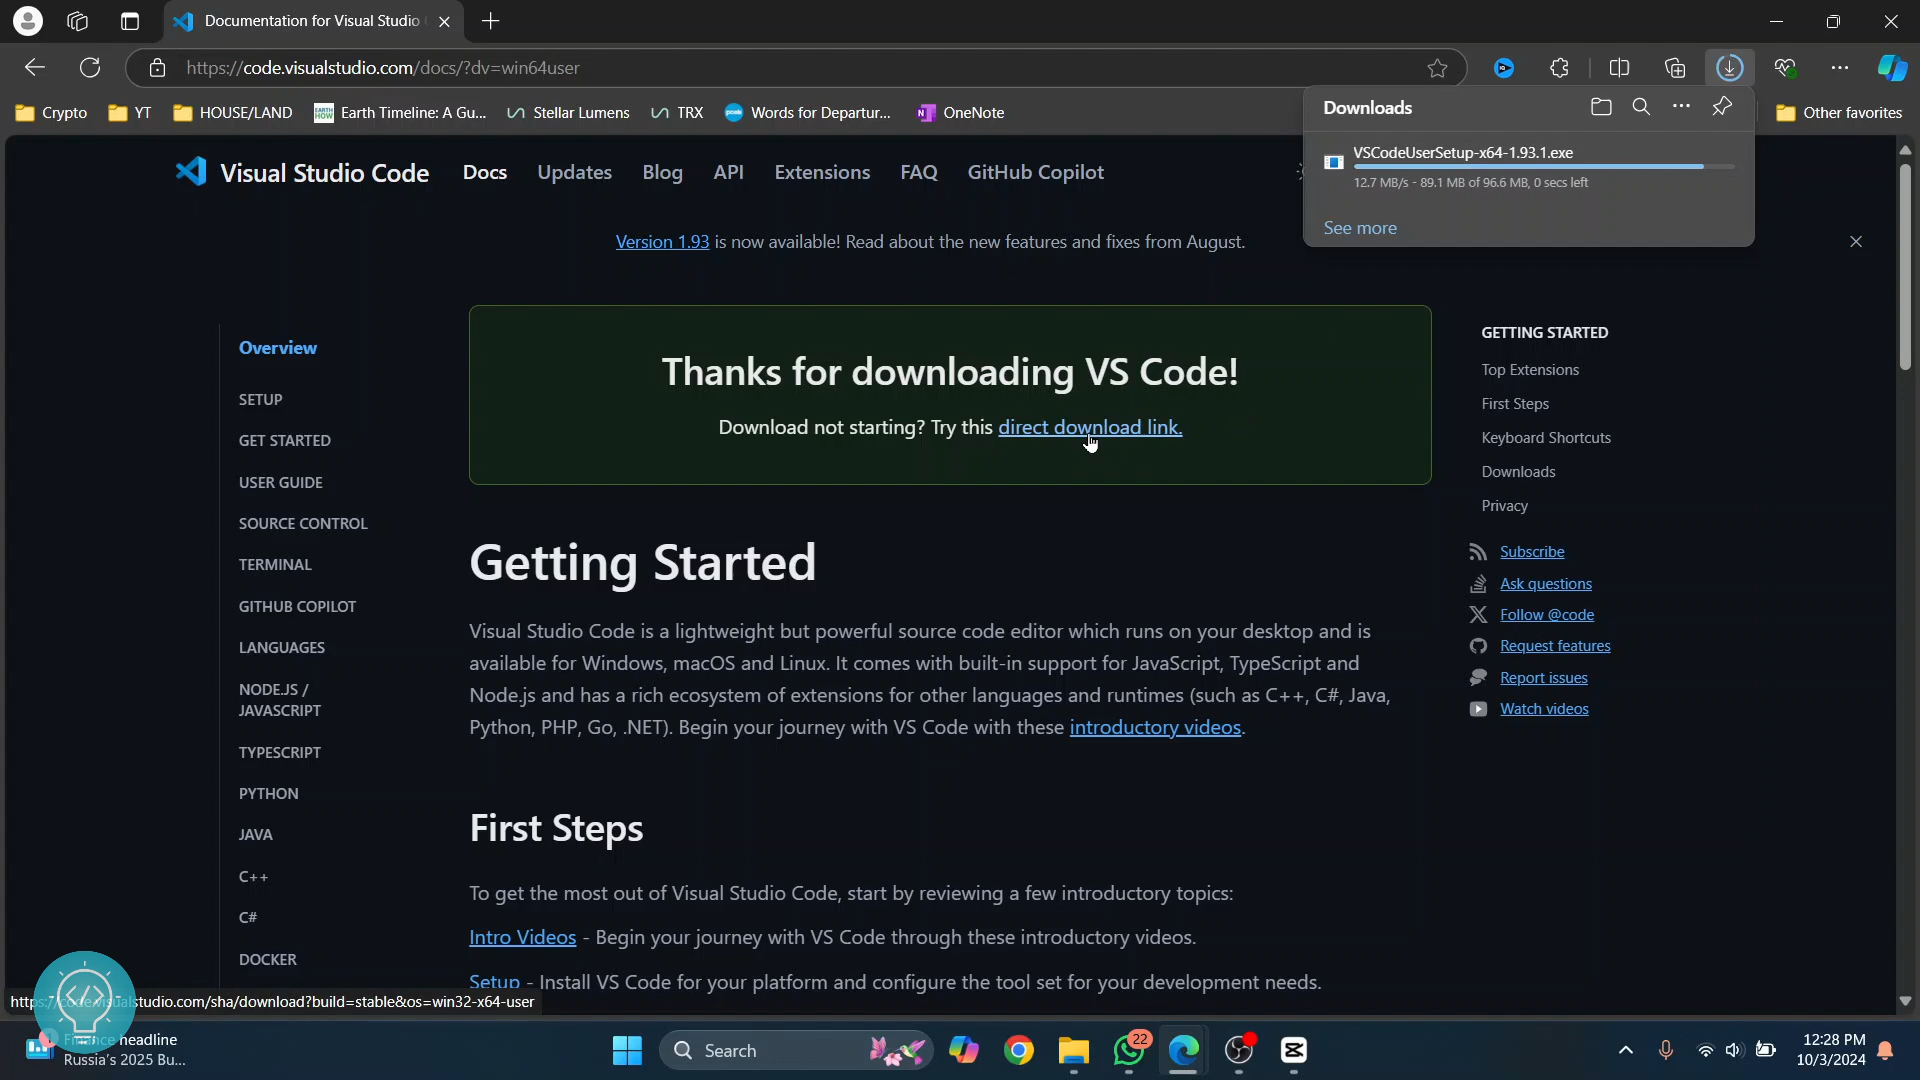 Documentation for Visual Studio
https://code.visualstudio.com/docs/?dv=win64user
Crypto
YT
HOUSE/LAND
Earth Timeline: A Gu...
Stellar Lumens
TRX
Words for Departur...
OneNote
Other favorites
Downloads
VSCodeUserSetup-x64-1.93.1.exe
12.7 MB/s - 89.1 MB of 96.6 MB, 0 secs left
See more
Visual Studio Code
Docs
Updates
Blog
API
Extensions
FAQ
GitHub Copilot
Version 1.93 is now available! Read about the new features and fixes from August.
Overview
SETUP
GET STARTED
USER GUIDE
SOURCE CONTROL
TERMINAL
GITHUB COPILOT
LANGUAGES
NODE.JS /
JAVASCRIPT
TYPESCRIPT
PYTHON
JAVA
C++
C#
DOCKER
Thanks for downloading VS Code!
Download not starting? Try this direct download link.
Getting Started
Visual Studio Code is a lightweight but powerful source code editor which runs on your desktop and is
available for Windows, macOS and Linux. It comes with built-in support for JavaScript, TypeScript and
Node.js and has a rich ecosystem of extensions for other languages and runtimes (such as C++, C#, Java,
Python, PHP, Go, .NET). Begin your journey with VS Code with these introductory videos.
First Steps
To get the most out of Visual Studio Code, start by reviewing a few introductory topics:
Intro Videos - Begin your journey with VS Code through these introductory videos.
Setup - Install VS Code for your platform and configure the tool set for your development needs.
GETTING STARTED
Top Extensions
First Steps
Keyboard Shortcuts
Downloads
Privacy
Subscribe
Ask questions
Follow @code
Request features
Report issues
Watch videos
studio.com/sha/download?build=stable&os=win32-x64-user
</>
headline
Russia's 2025 Bu...
Search
22
12:28 PM
10/3/2024